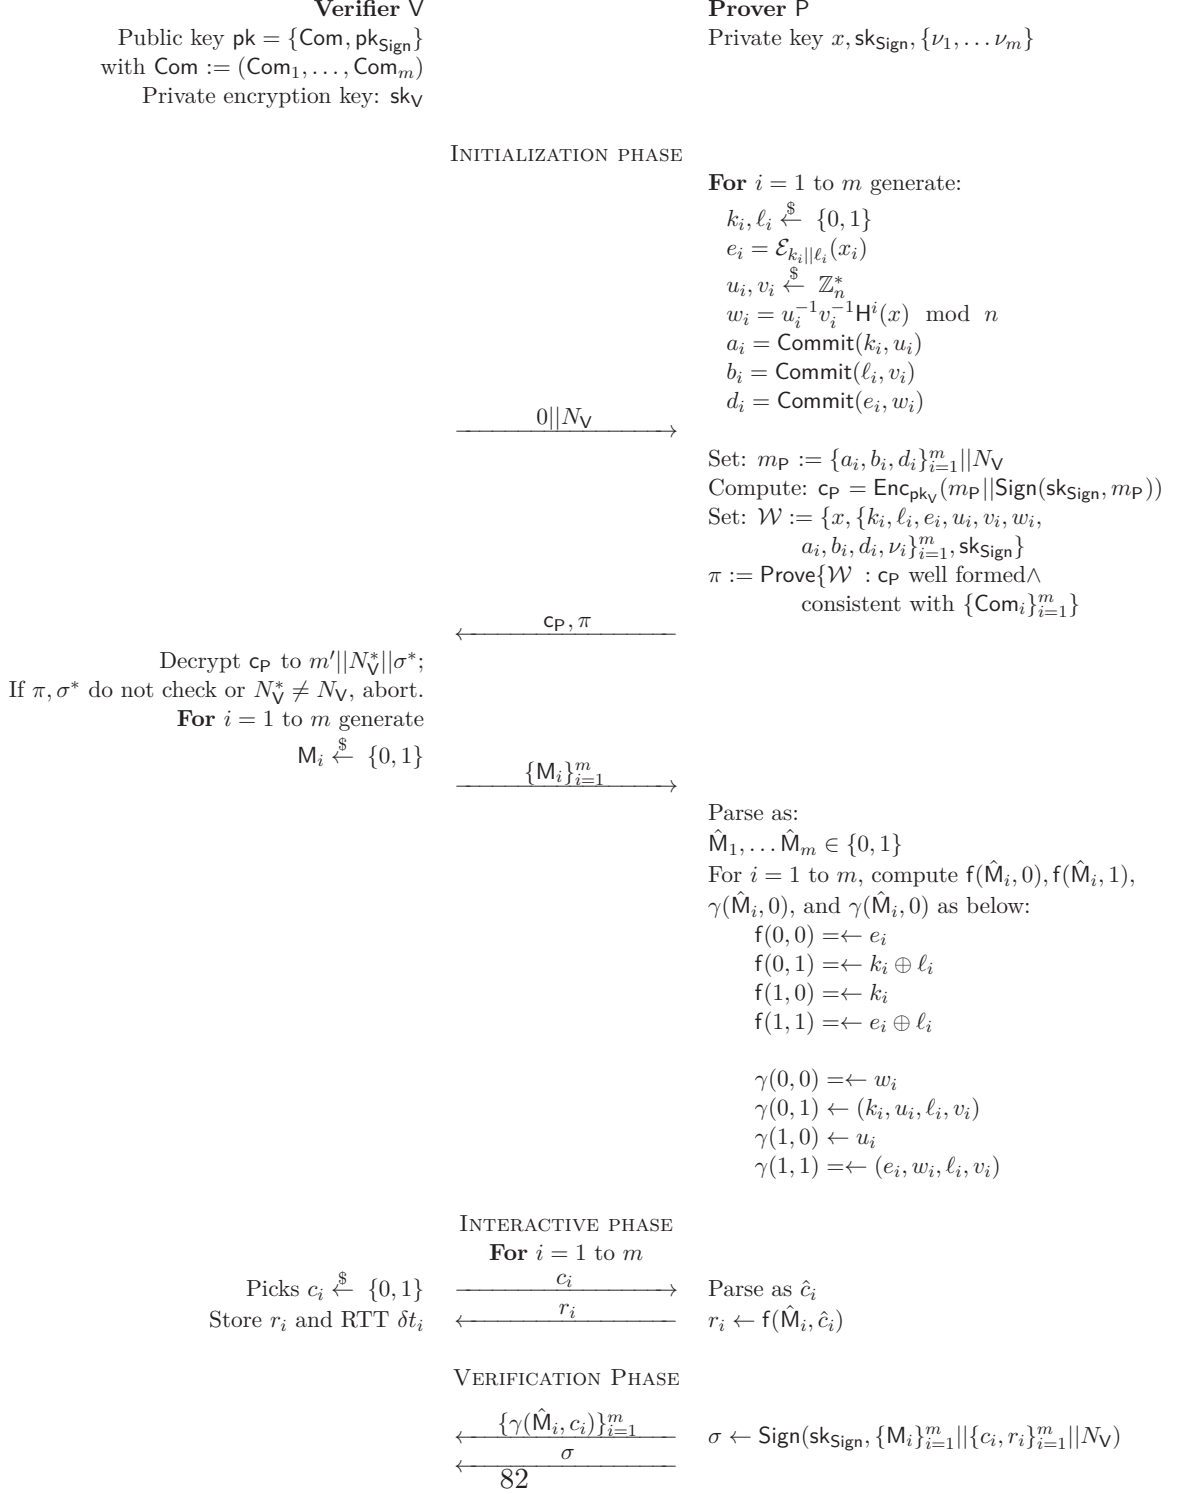 Verifier V Prover P
Public key pk = {Com, pk_Sign} Private key x, sk_Sign, {ν_1, … ν_m}
with Com := (Com_1, …, Com_m)
Private encryption key: sk_V
INITIALIZATION PHASE
For i = 1 to m generate:
k_i, ℓ_i ←$ {0, 1}
e_i = ℰ_{k_i||ℓ_i}(x_i)
u_i, v_i ←$ ℤ_n^*
w_i = u_i^{-1} v_i^{-1} H^i(x) mod n
a_i = Commit(k_i, u_i)
b_i = Commit(ℓ_i, v_i)
d_i = Commit(e_i, w_i)
0||N_V
Set: m_P := {a_i, b_i, d_i}_{i=1}^m||N_V
Compute: c_P = Enc_{pk_V}(m_P||Sign(sk_Sign, m_P))
Set: 𝒲 := {x, {k_i, ℓ_i, e_i, u_i, v_i, w_i,
a_i, b_i, d_i, ν_i}_{i=1}^m, sk_Sign}
π := Prove{𝒲 : c_P well formed∧
consistent with {Com_i}_{i=1}^m}
c_P, π
Decrypt c_P to m′||N_V^*||σ^*;
If π, σ^* do not check or N_V^* ≠ N_V, abort.
For i = 1 to m generate
M_i ←$ {0, 1}
{M_i}_{i=1}^m
Parse as:
M̂_1, … M̂_m ∈ {0, 1}
For i = 1 to m, compute f(M̂_i, 0), f(M̂_i, 1),
γ(M̂_i, 0), and γ(M̂_i, 0) as below:
f(0, 0) =← e_i
f(0, 1) =← k_i ⊕ ℓ_i
f(1, 0) =← k_i
f(1, 1) =← e_i ⊕ ℓ_i
γ(0, 0) =← w_i
γ(0, 1) ← (k_i, u_i, ℓ_i, v_i)
γ(1, 0) ← u_i
γ(1, 1) =← (e_i, w_i, ℓ_i, v_i)
INTERACTIVE PHASE
For i = 1 to m
Picks c_i ←$ {0, 1} c_i Parse as ĉ_i
Store r_i and RTT δt_i r_i r_i ← f(M̂_i, ĉ_i)
VERIFICATION PHASE
{γ(M̂_i, c_i)}_{i=1}^m σ ← Sign(sk_Sign, {M_i}_{i=1}^m||{c_i, r_i}_{i=1}^m||N_V)
σ
82